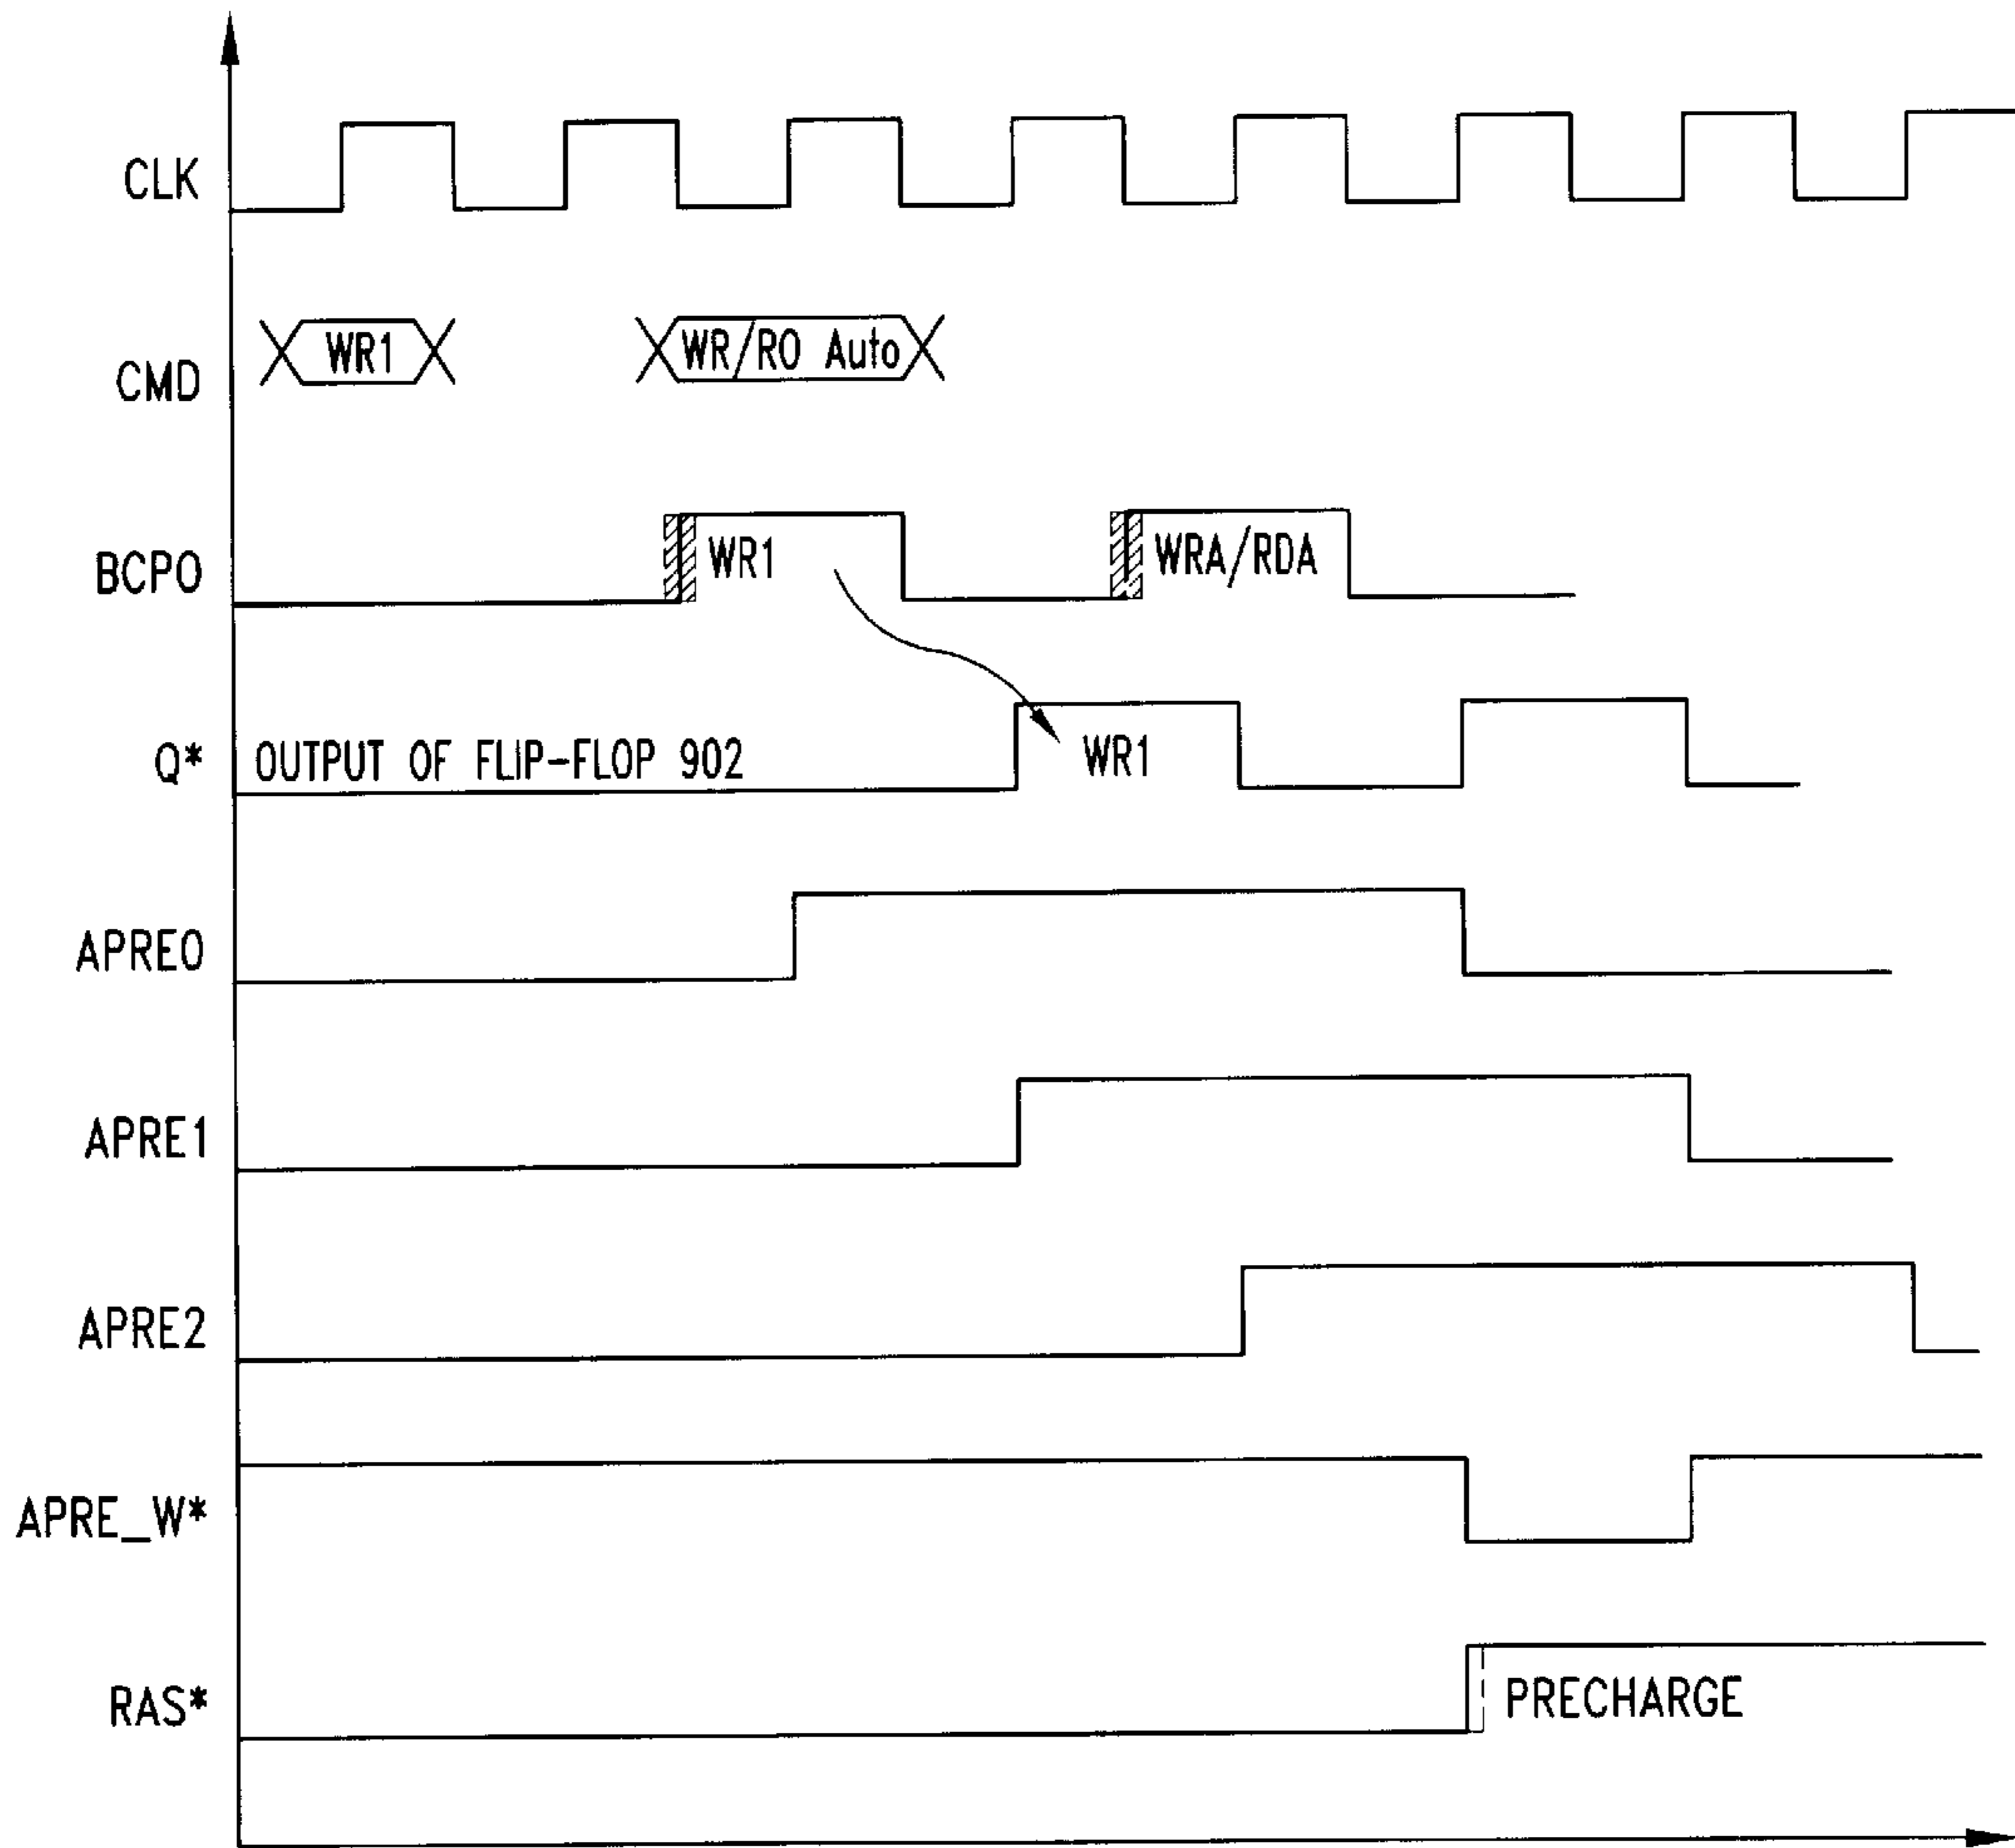 CLK
CMD
WR1
WR/RO Auto
BCPO
WR1
WRA/RDA
Q*
OUTPUT OF FLIP-FLOP 902
WR1
APRE0
APRE1
APRE2
APRE_W*
RAS*
PRECHARGE